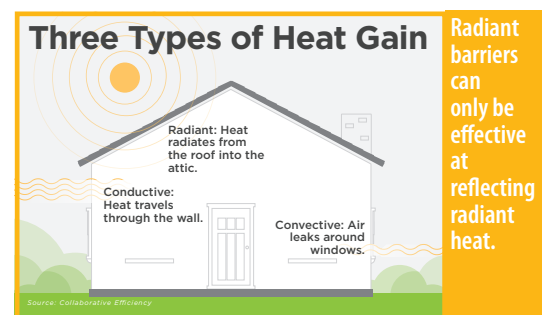 Three Types of Heat Gain
Radiant: Heat
radiates from
the roof into the
attic.
Conductive:
Heat travels
through the wall.
Convective: Air
leaks around
windows.
Source: Collaborative Efficiency
Radiant
barriers
can
only be
effective
at
reflecting
radiant
heat.